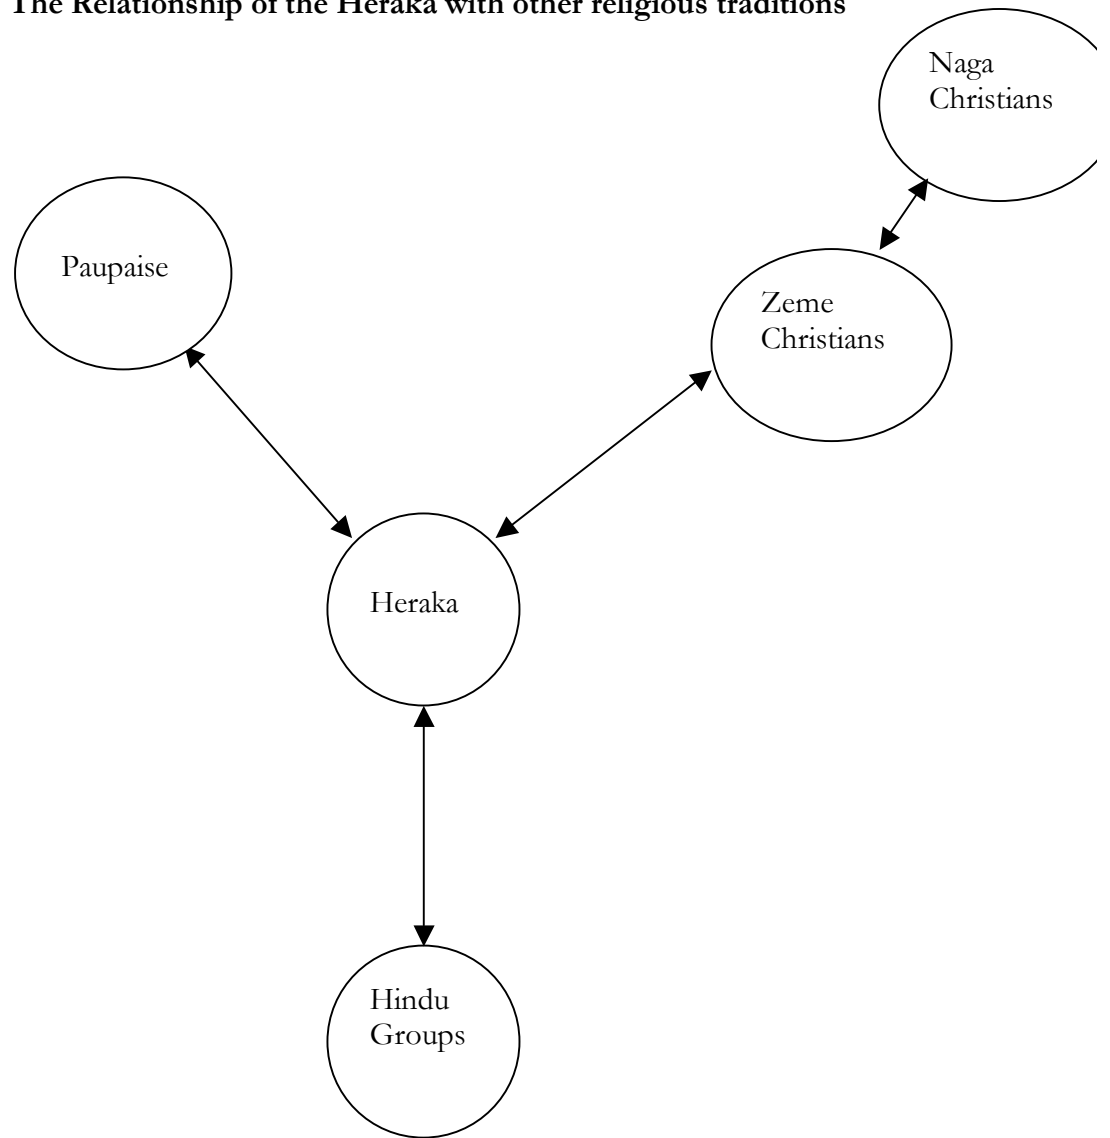 The Relationship of the Heraka with other religious traditions
Naga
Christians
Paupaise
Zeme
Christians
Heraka
Hindu
Groups